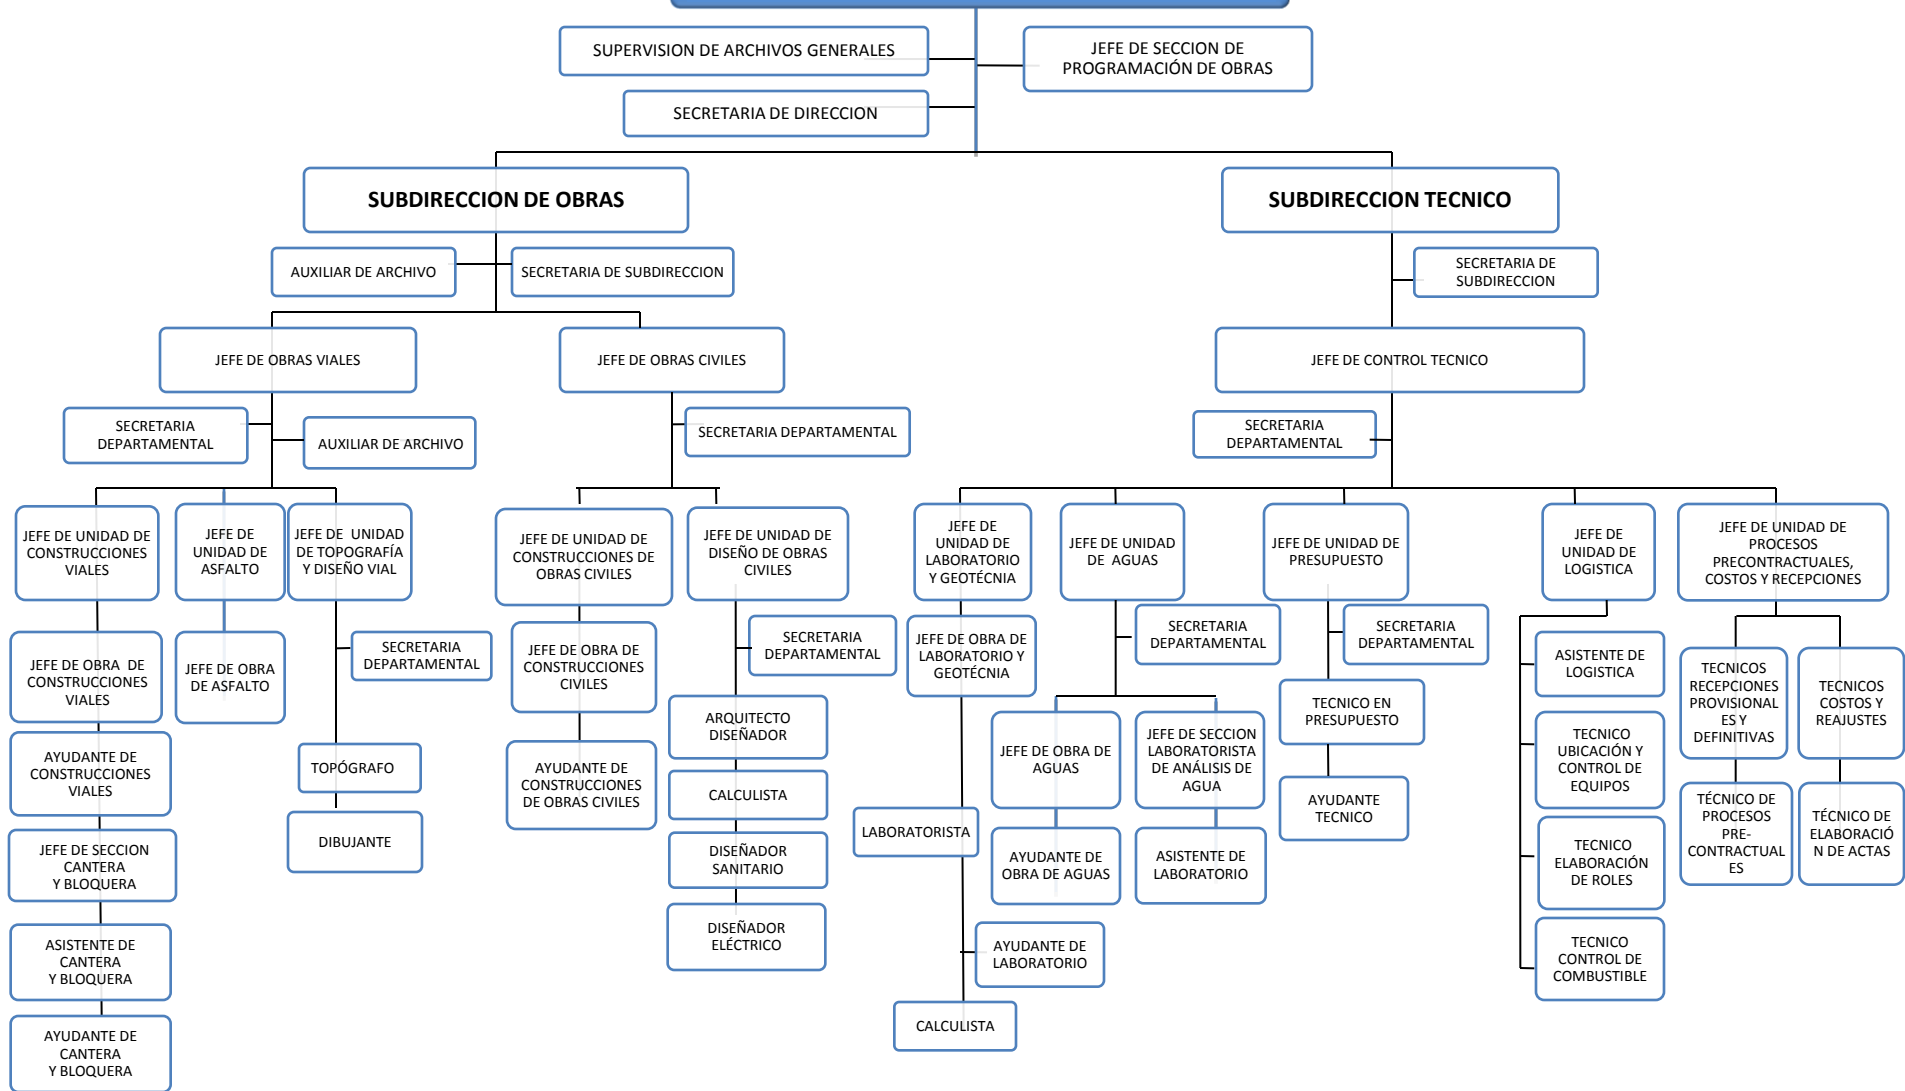 SUPERVISION DE ARCHIVOS GENERALES
JEFE DE SECCION DE
PROGRAMACIÓN DE OBRAS
SECRETARIA DE DIRECCION
SUBDIRECCION DE OBRAS
SUBDIRECCION TECNICO
AUXILIAR DE ARCHIVO
SECRETARIA DE SUBDIRECCION
SECRETARIA DE
SUBDIRECCION
JEFE DE OBRAS VIALES
JEFE DE OBRAS CIVILES
JEFE DE CONTROL TECNICO
SECRETARIA
DEPARTAMENTAL
AUXILIAR DE ARCHIVO
SECRETARIA DEPARTAMENTAL
SECRETARIA
DEPARTAMENTAL
JEFE DE UNIDAD DE
CONSTRUCCIONES
VIALES
JEFE DE
UNIDAD DE
ASFALTO
JEFE DE UNIDAD
DE TOPOGRAFÍA
Y DISEÑO VIAL
JEFE DE UNIDAD DE
CONSTRUCCIONES DE
OBRAS CIVILES
JEFE DE UNIDAD DE
DISEÑO DE OBRAS
CIVILES
JEFE DE
UNIDAD DE
LABORATORIO
Y GEOTÉCNIA
JEFE DE UNIDAD
DE AGUAS
JEFE DE UNIDAD DE
PRESUPUESTO
JEFE DE
UNIDAD DE
LOGISTICA
JEFE DE UNIDAD DE
PROCESOS
PRECONTRACTUALES,
COSTOS Y RECEPCIONES
JEFE DE OBRA DE
CONSTRUCCIONES
VIALES
JEFE DE OBRA
DE ASFALTO
SECRETARIA
DEPARTAMENTAL
JEFE DE OBRA DE
CONSTRUCCIONES
CIVILES
SECRETARIA
DEPARTAMENTAL
JEFE DE OBRA DE
LABORATORIO Y
GEOTÉCNIA
SECRETARIA
DEPARTAMENTAL
SECRETARIA
DEPARTAMENTAL
ASISTENTE DE
LOGISTICA
TECNICOS
RECEPCIONES
PROVISIONAL
ES Y
DEFINITIVAS
TECNICOS
COSTOS Y
REAJUSTES
AYUDANTE DE
CONSTRUCCIONES
VIALES
TOPÓGRAFO
AYUDANTE DE
CONSTRUCCIONES
DE OBRAS CIVILES
ARQUITECTO
DISEÑADOR
JEFE DE OBRA DE
AGUAS
JEFE DE SECCION
LABORATORISTA
DE ANÁLISIS DE
AGUA
TECNICO EN
PRESUPUESTO
TECNICO
UBICACIÓN Y
CONTROL DE
EQUIPOS
CALCULISTA
AYUDANTE
TECNICO
TÉCNICO DE
PROCESOS
PRE-
CONTRACTUAL
ES
TÉCNICO DE
ELABORACIÓ
N DE ACTAS
JEFE DE SECCION
CANTERA
Y BLOQUERA
DIBUJANTE
DISEÑADOR
SANITARIO
LABORATORISTA
AYUDANTE DE
OBRA DE AGUAS
ASISTENTE DE
LABORATORIO
TECNICO
ELABORACIÓN
DE ROLES
ASISTENTE DE
CANTERA
Y BLOQUERA
DISEÑADOR
ELÉCTRICO
AYUDANTE DE
LABORATORIO
TECNICO
CONTROL DE
COMBUSTIBLE
CALCULISTA
AYUDANTE DE
CANTERA
Y BLOQUERA